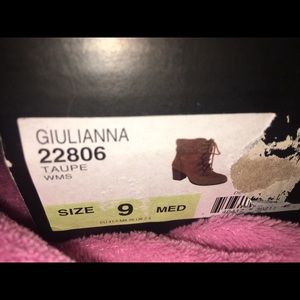 GIULIANNA
22806
TAUPE
WMS
SIZE 9 MED